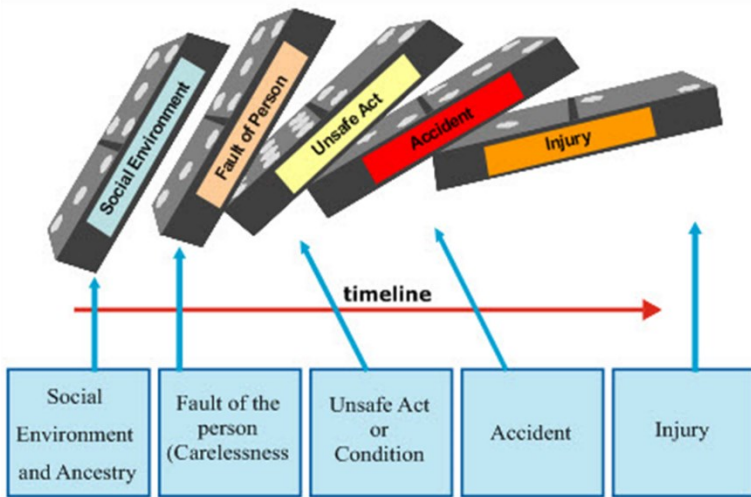 Social Environment
Fault of Person
Unsafe Act
Accident
Injury
timeline
Social
Environment
and Ancestry
Fault of the
person
(Carelessness
Unsafe Act
or
Condition
Accident
Injury